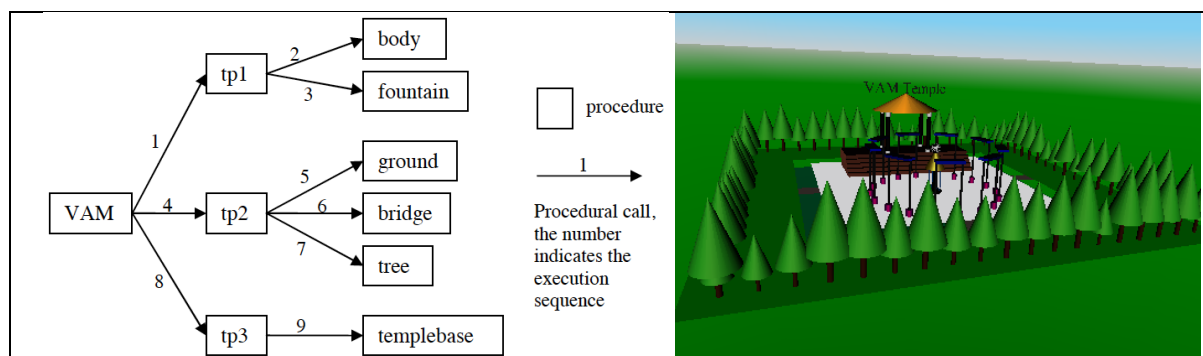 body
2
tp1
3
fountain
procedure
1
ground
5
1
VAM
4
tp2
6
bridge
Procedural call,
the number
indicates the
execution
sequence
7
tree
8
tp3
9
templebase
VAM Temple